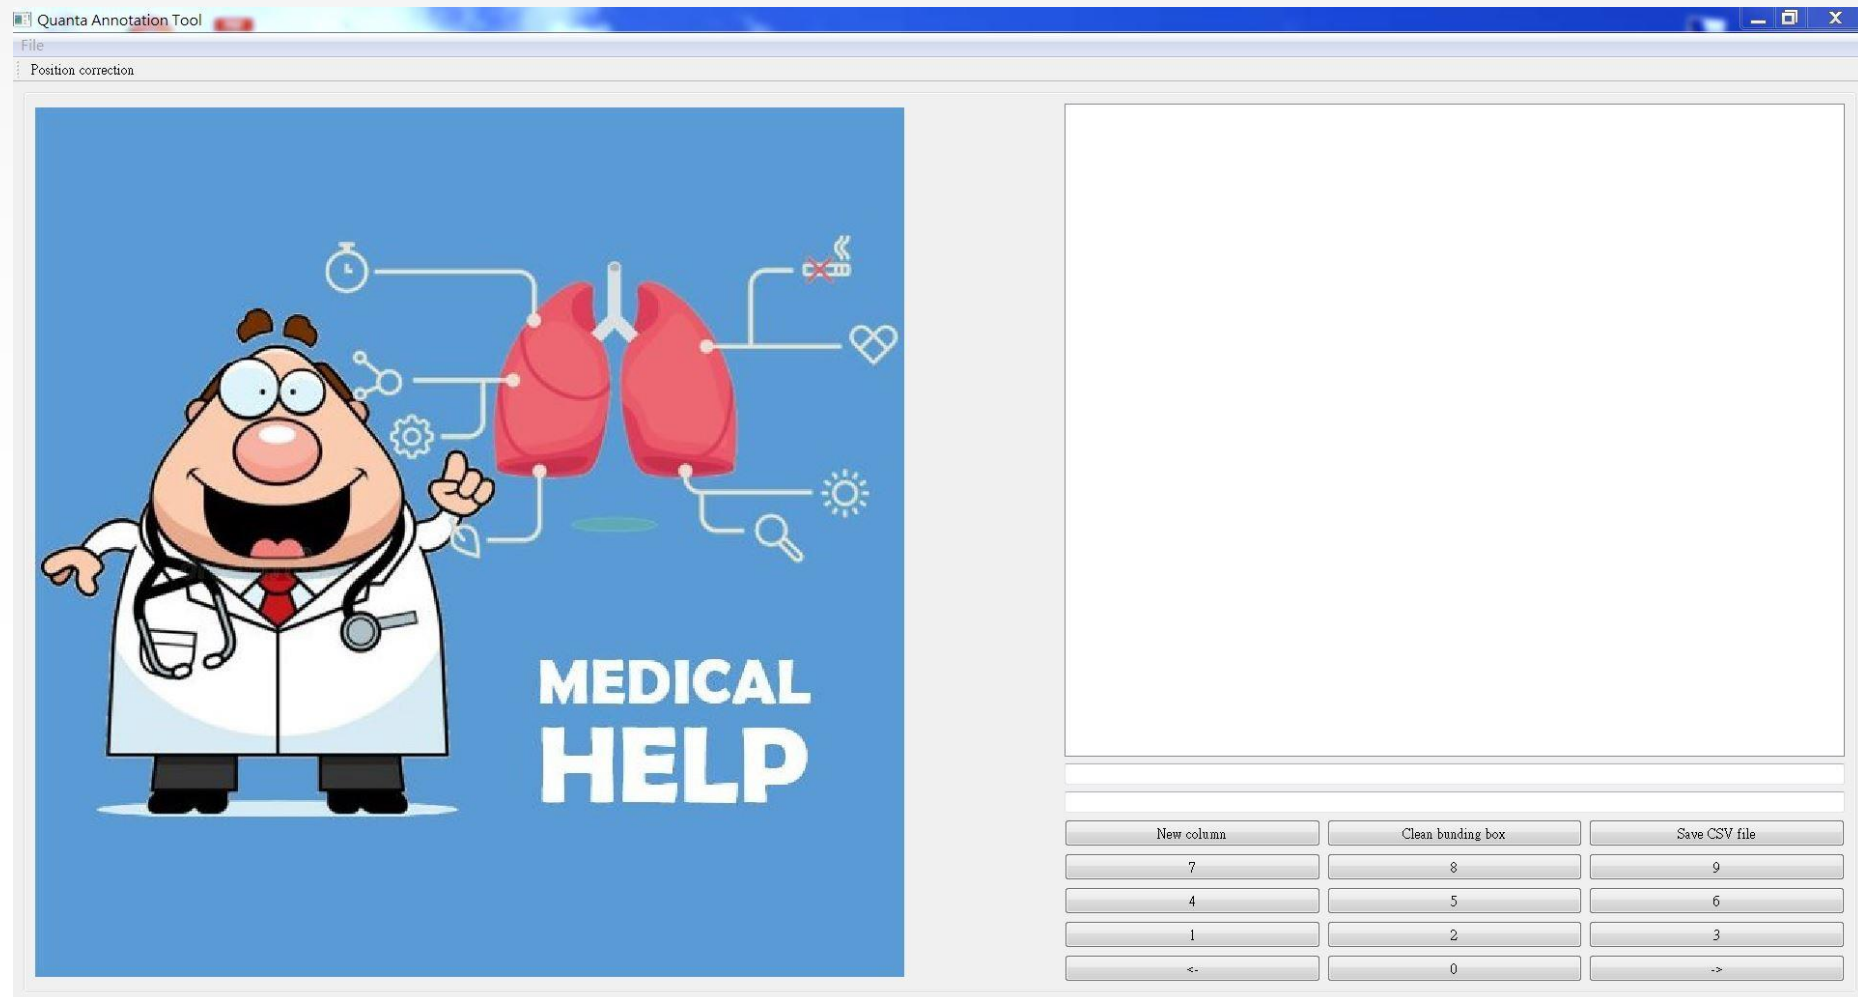 Quanta Annotation Tool
File
Position correction
MEDICAL
HELP
New column
Clean bunding box
Save CSV file
7
8
9
4
5
6
1
2
3
<-
0
->